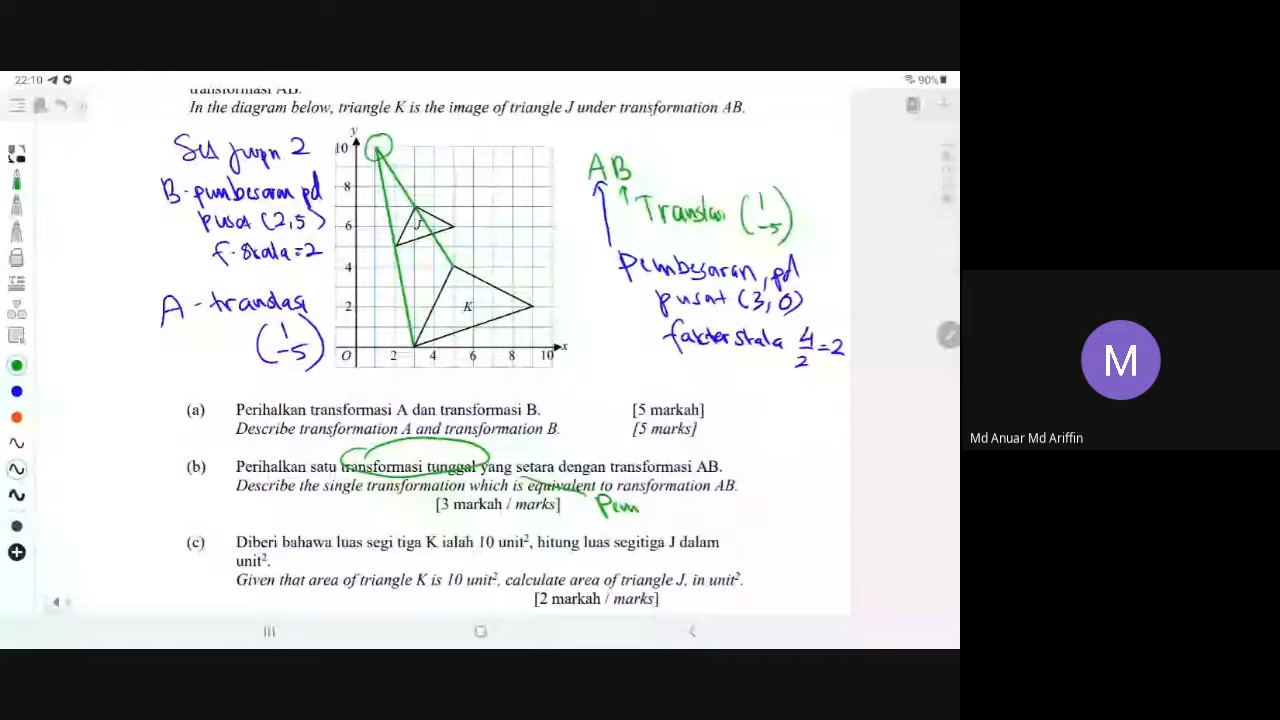 22:10
90%
transformasi AB.
In the diagram below, triangle K is the image of triangle J under transformation AB.
B - pembesaran pd
pusat (2,5)
f. skala = 2
A - translasi
(1
-5)
y
10
8
6
4
2
O
2
4
6
8
10
x
J
K
AB
Translasi (1
-5)
pembesaran, pd
pusat (3, 0)
fakter skala 4/2 = 2
(a) Perihalkan transformasi A dan transformasi B. [5 markah]
Describe transformation A and transformation B. [5 marks]
(b) Perihalkan satu transformasi tunggal yang setara dengan transformasi AB.
Describe the single transformation which is equivalent to ransformation AB.
[3 markah / marks]
Pem
(c) Diberi bahawa luas segi tiga K ialah 10 unit², hitung luas segitiga J dalam
unit².
Given that area of triangle K is 10 unit², calculate area of triangle J, in unit².
[2 markah / marks]
M
Md Anuar Md Ariffin